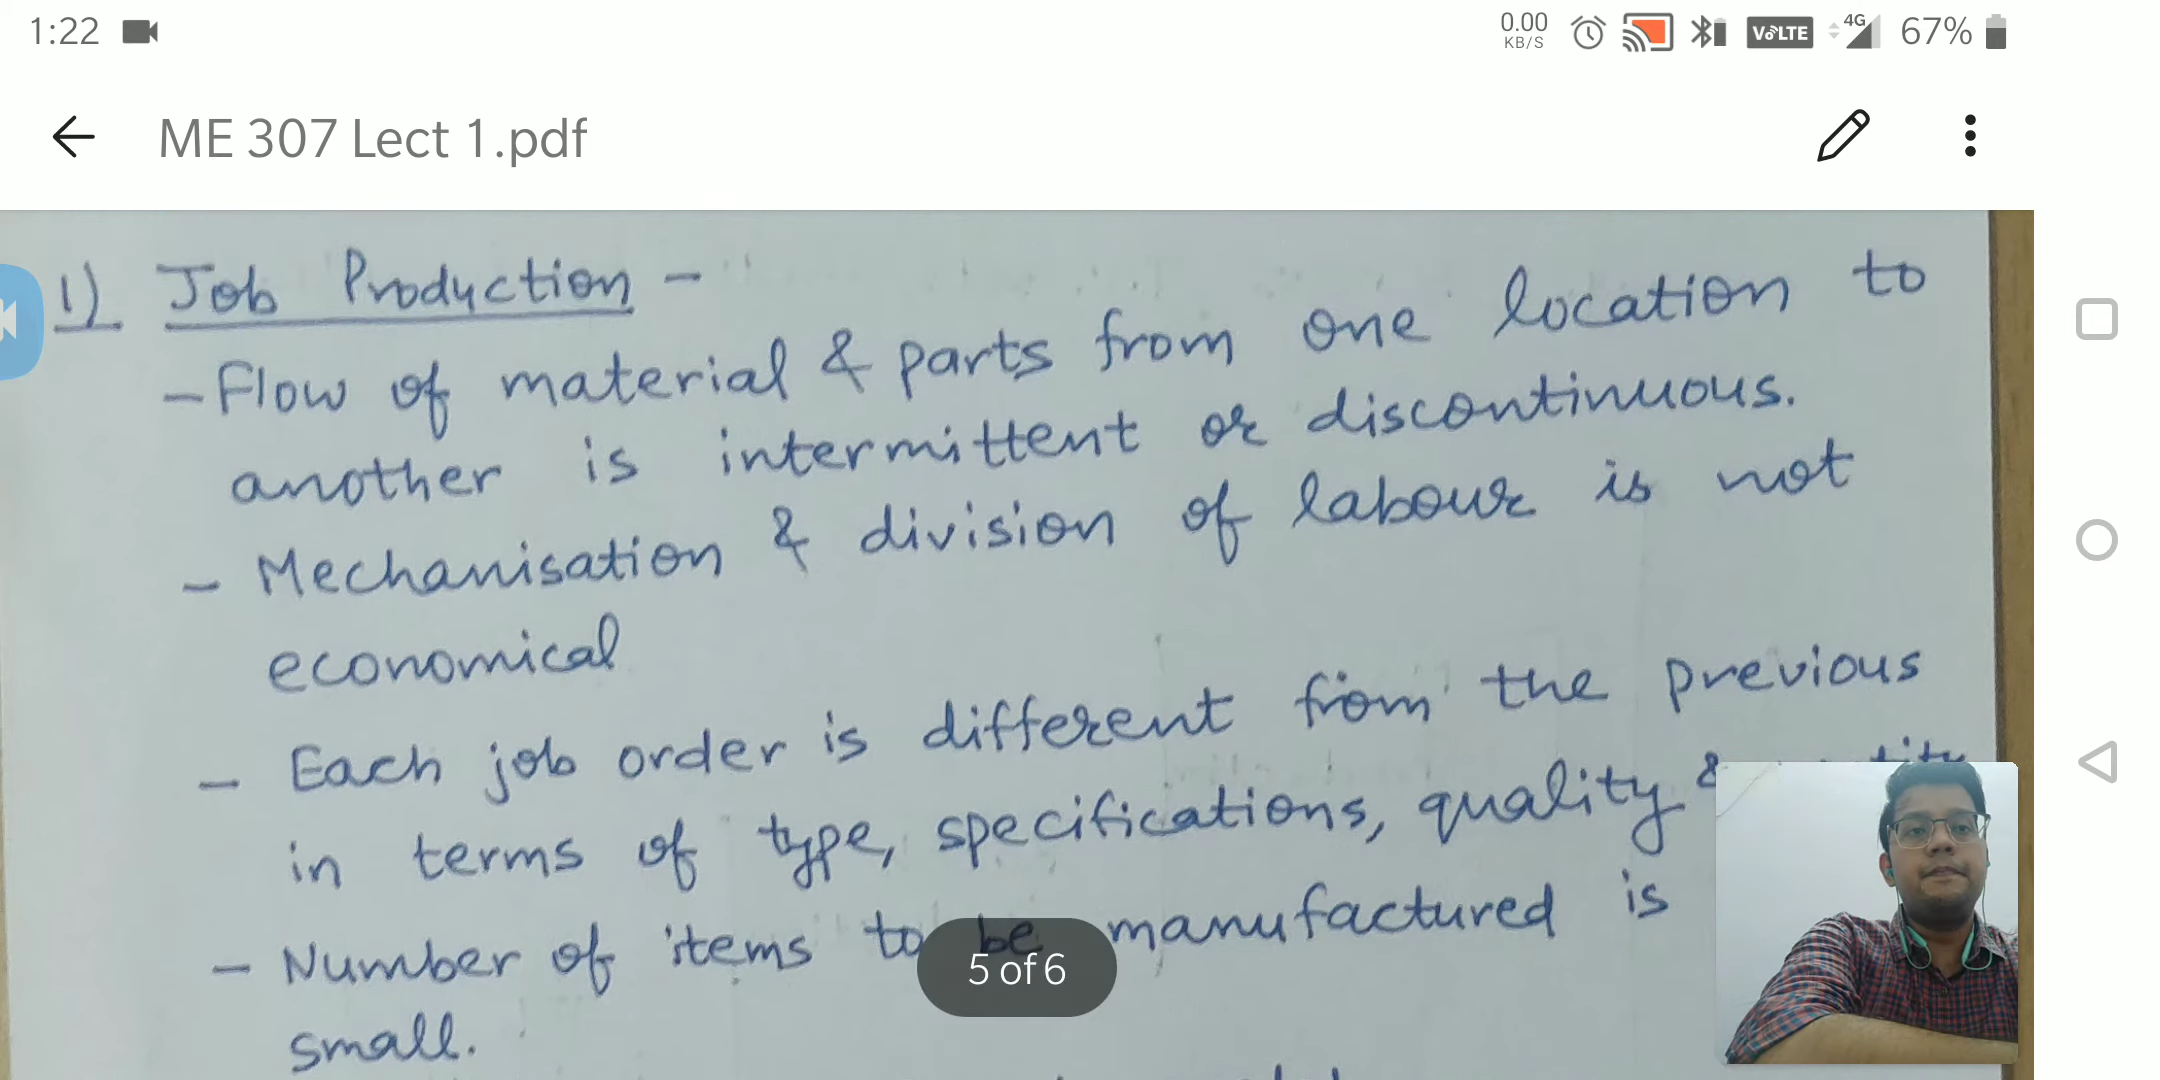 1:22
0.00
KB/S
VoLTE
4G
67%
ME 307 Lect 1.pdf
1) Job Production -
- Flow of material & parts from one location to
another is intermittent or discontinuous.
- Mechanisation & division of labour is not
economical
- Each job order is different from the previous
in terms of type, specifications, quality &
- Number of items to be manufactured is
small.
5 of 6